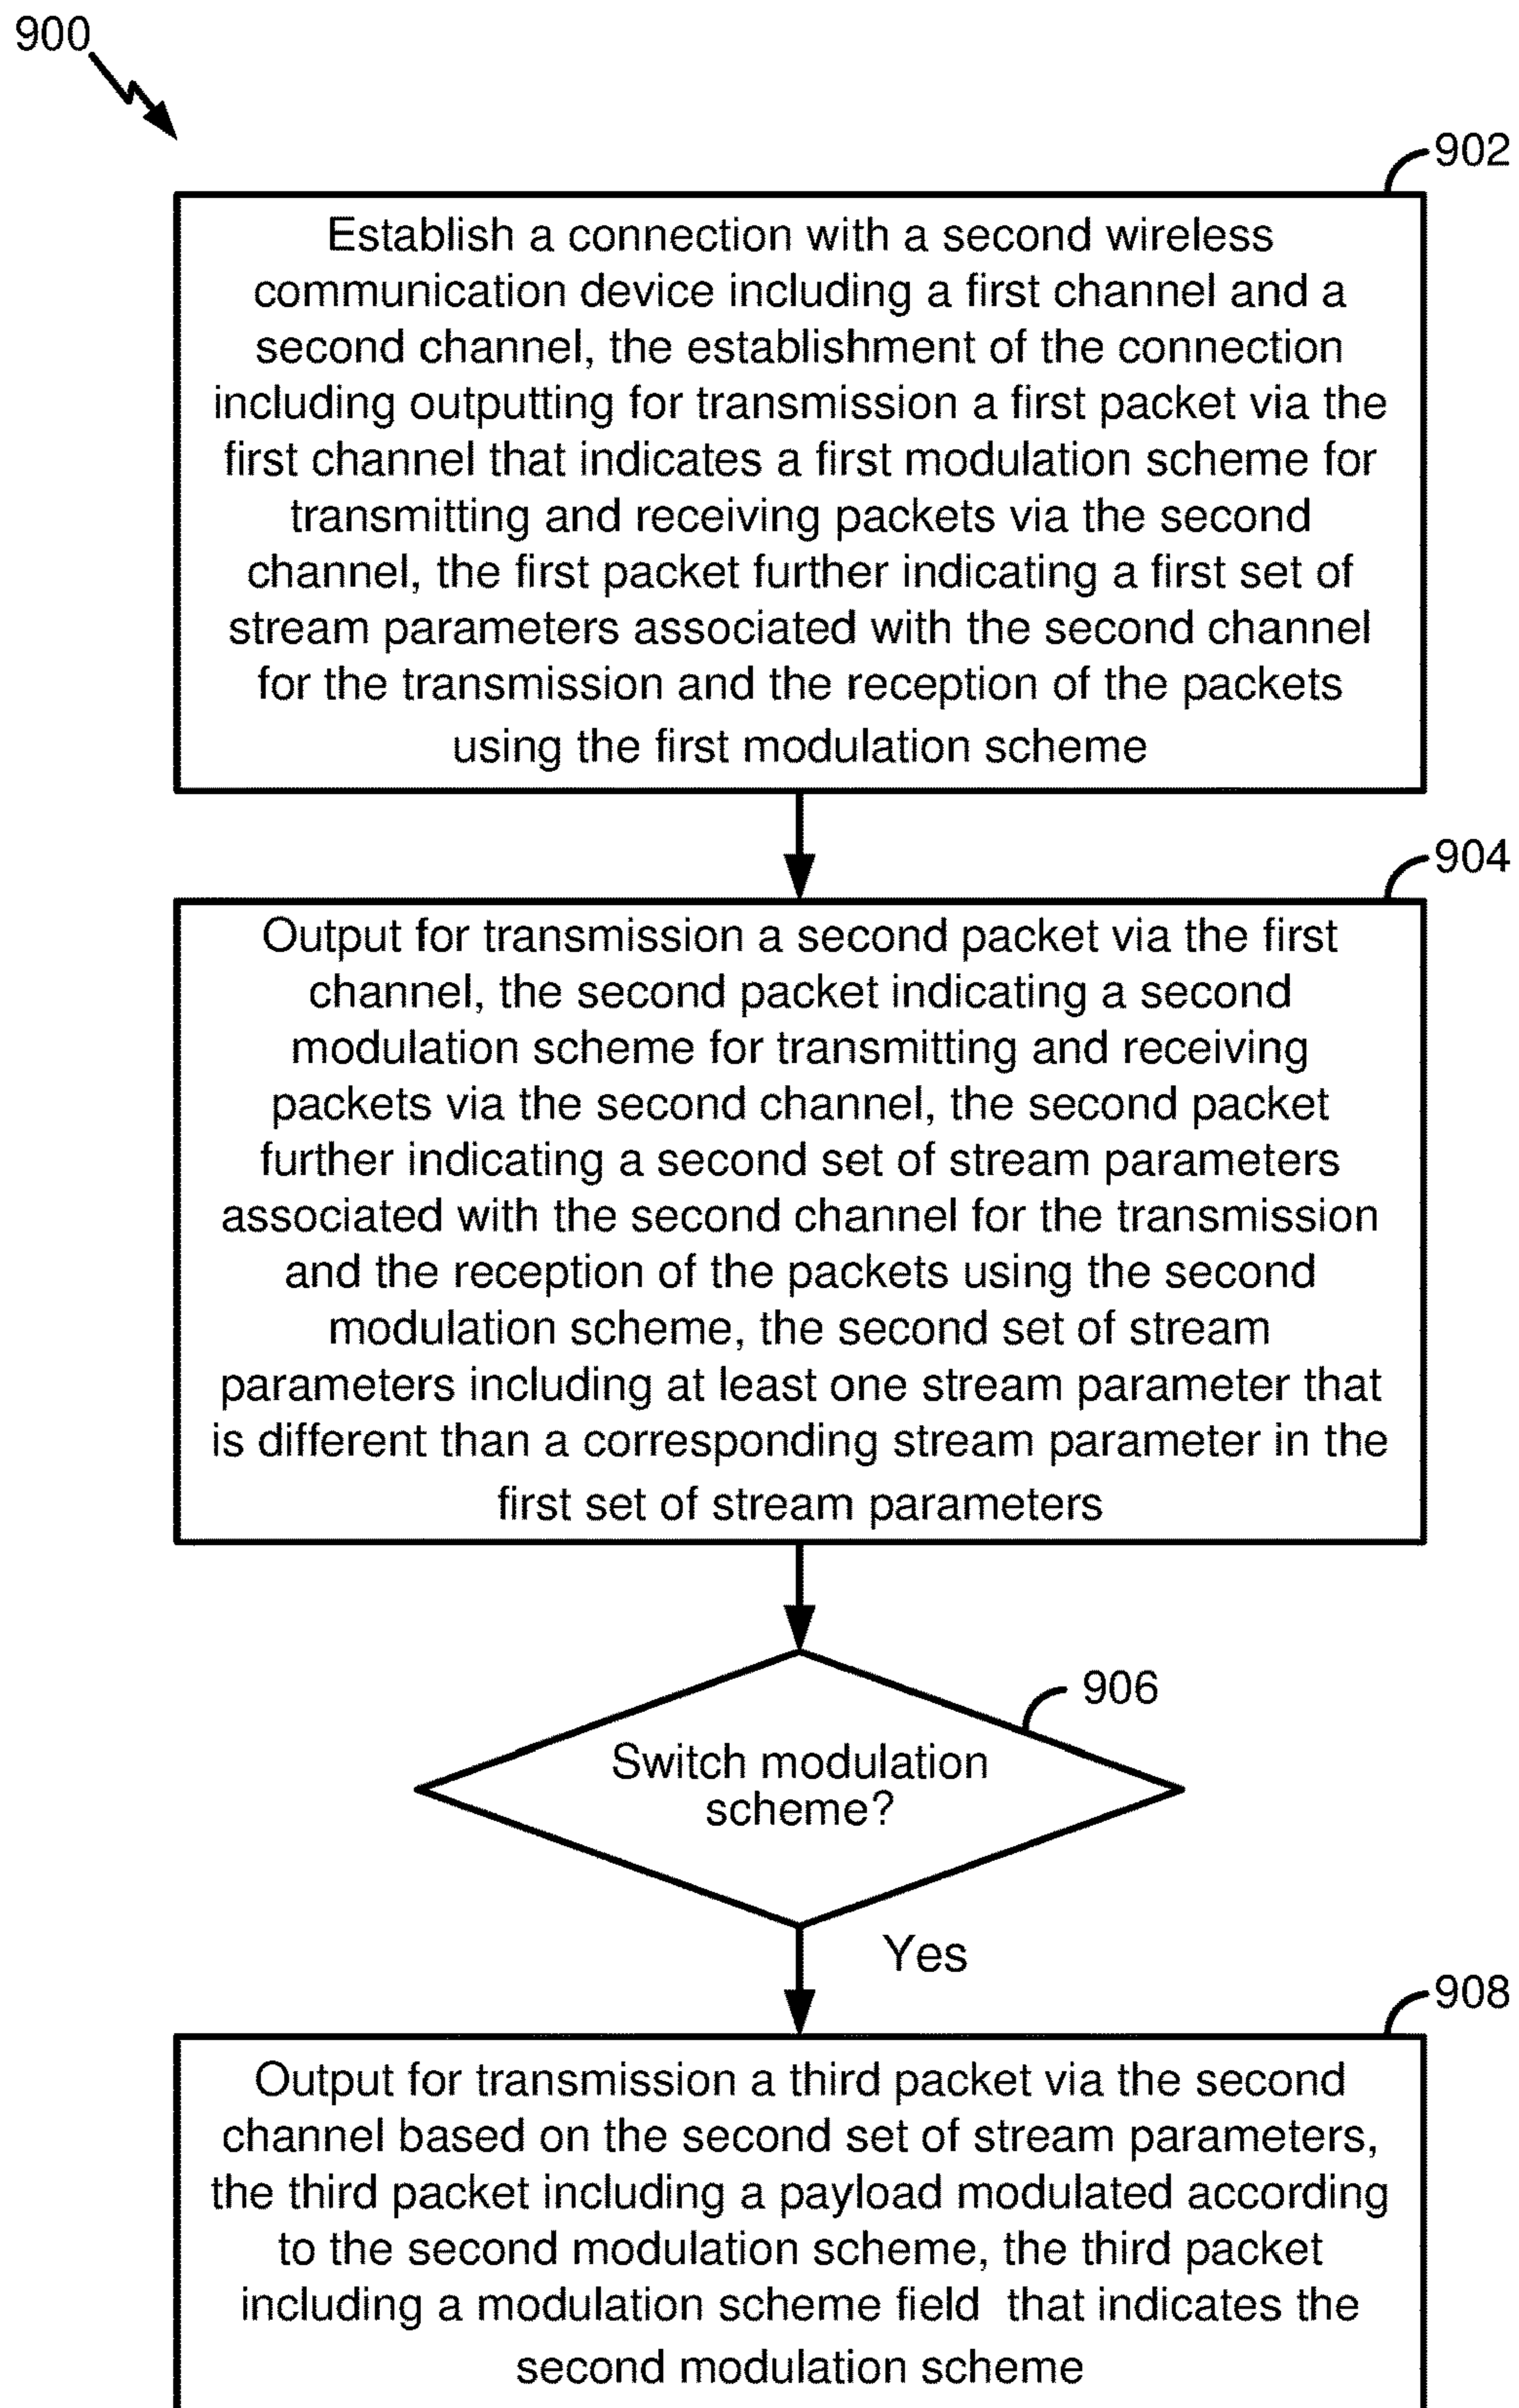 900
902
Establish a connection with a second wireless
communication device including a first channel and a
second channel, the establishment of the connection
including outputting for transmission a first packet via the
first channel that indicates a first modulation scheme for
transmitting and receiving packets via the second
channel, the first packet further indicating a first set of
stream parameters associated with the second channel
for the transmission and the reception of the packets
using the first modulation scheme
904
Output for transmission a second packet via the first
channel, the second packet indicating a second
modulation scheme for transmitting and receiving
packets via the second channel, the second packet
further indicating a second set of stream parameters
associated with the second channel for the transmission
and the reception of the packets using the second
modulation scheme, the second set of stream
parameters including at least one stream parameter that
is different than a corresponding stream parameter in the
first set of stream parameters
906
Switch modulation
scheme?
Yes
908
Output for transmission a third packet via the second
channel based on the second set of stream parameters,
the third packet including a payload modulated according
to the second modulation scheme, the third packet
including a modulation scheme field  that indicates the
second modulation scheme